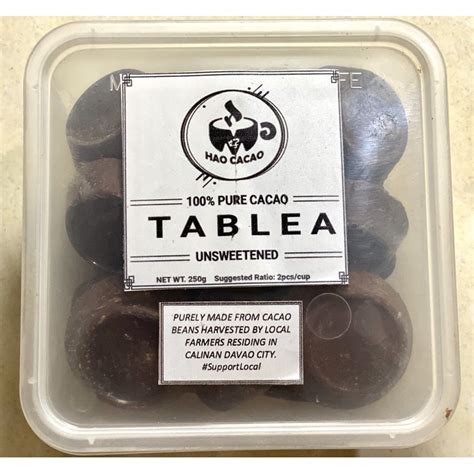 HAO CACAO
100% PURE CACAO
TABLEA
UNSWEETENED
NET WT. 250g Suggested Ratio: 2pcs/cup
PURELY MADE FROM CACAO
BEANS HARVESTED BY LOCAL
FARMERS RESIDING IN
CALINAN DAVAO CITY.
#SupportLocal